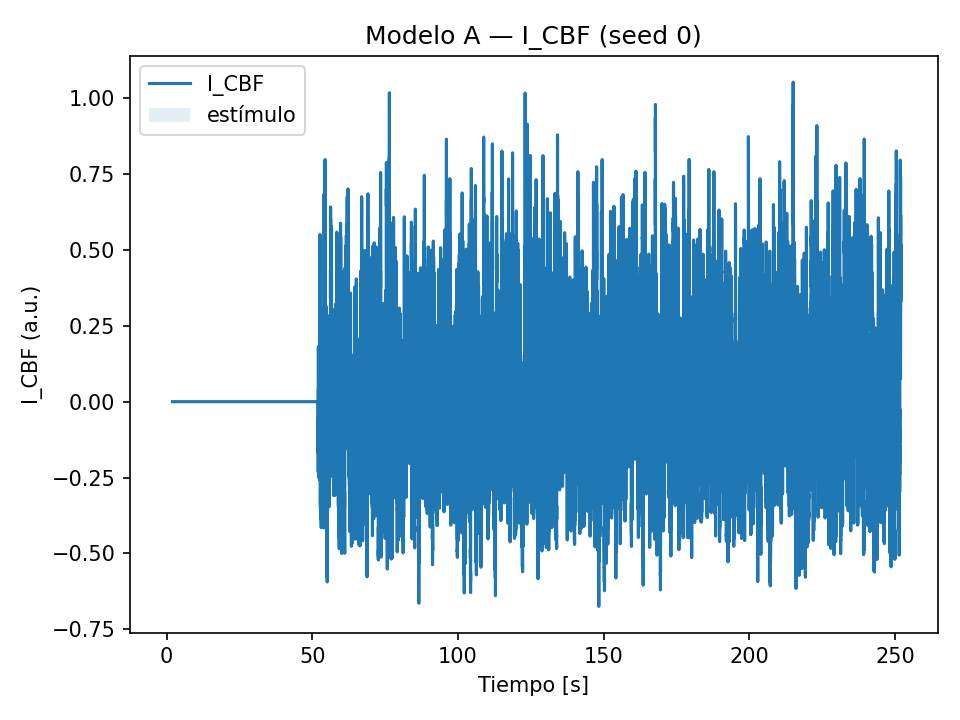 Modelo A — I_CBF (seed 0)
I_CBF
estímulo
1.00
0.75
0.50
0.25
0.00
−0.25
−0.50
−0.75
I_CBF (a.u.)
0
50
100
150
200
250
Tiempo [s]